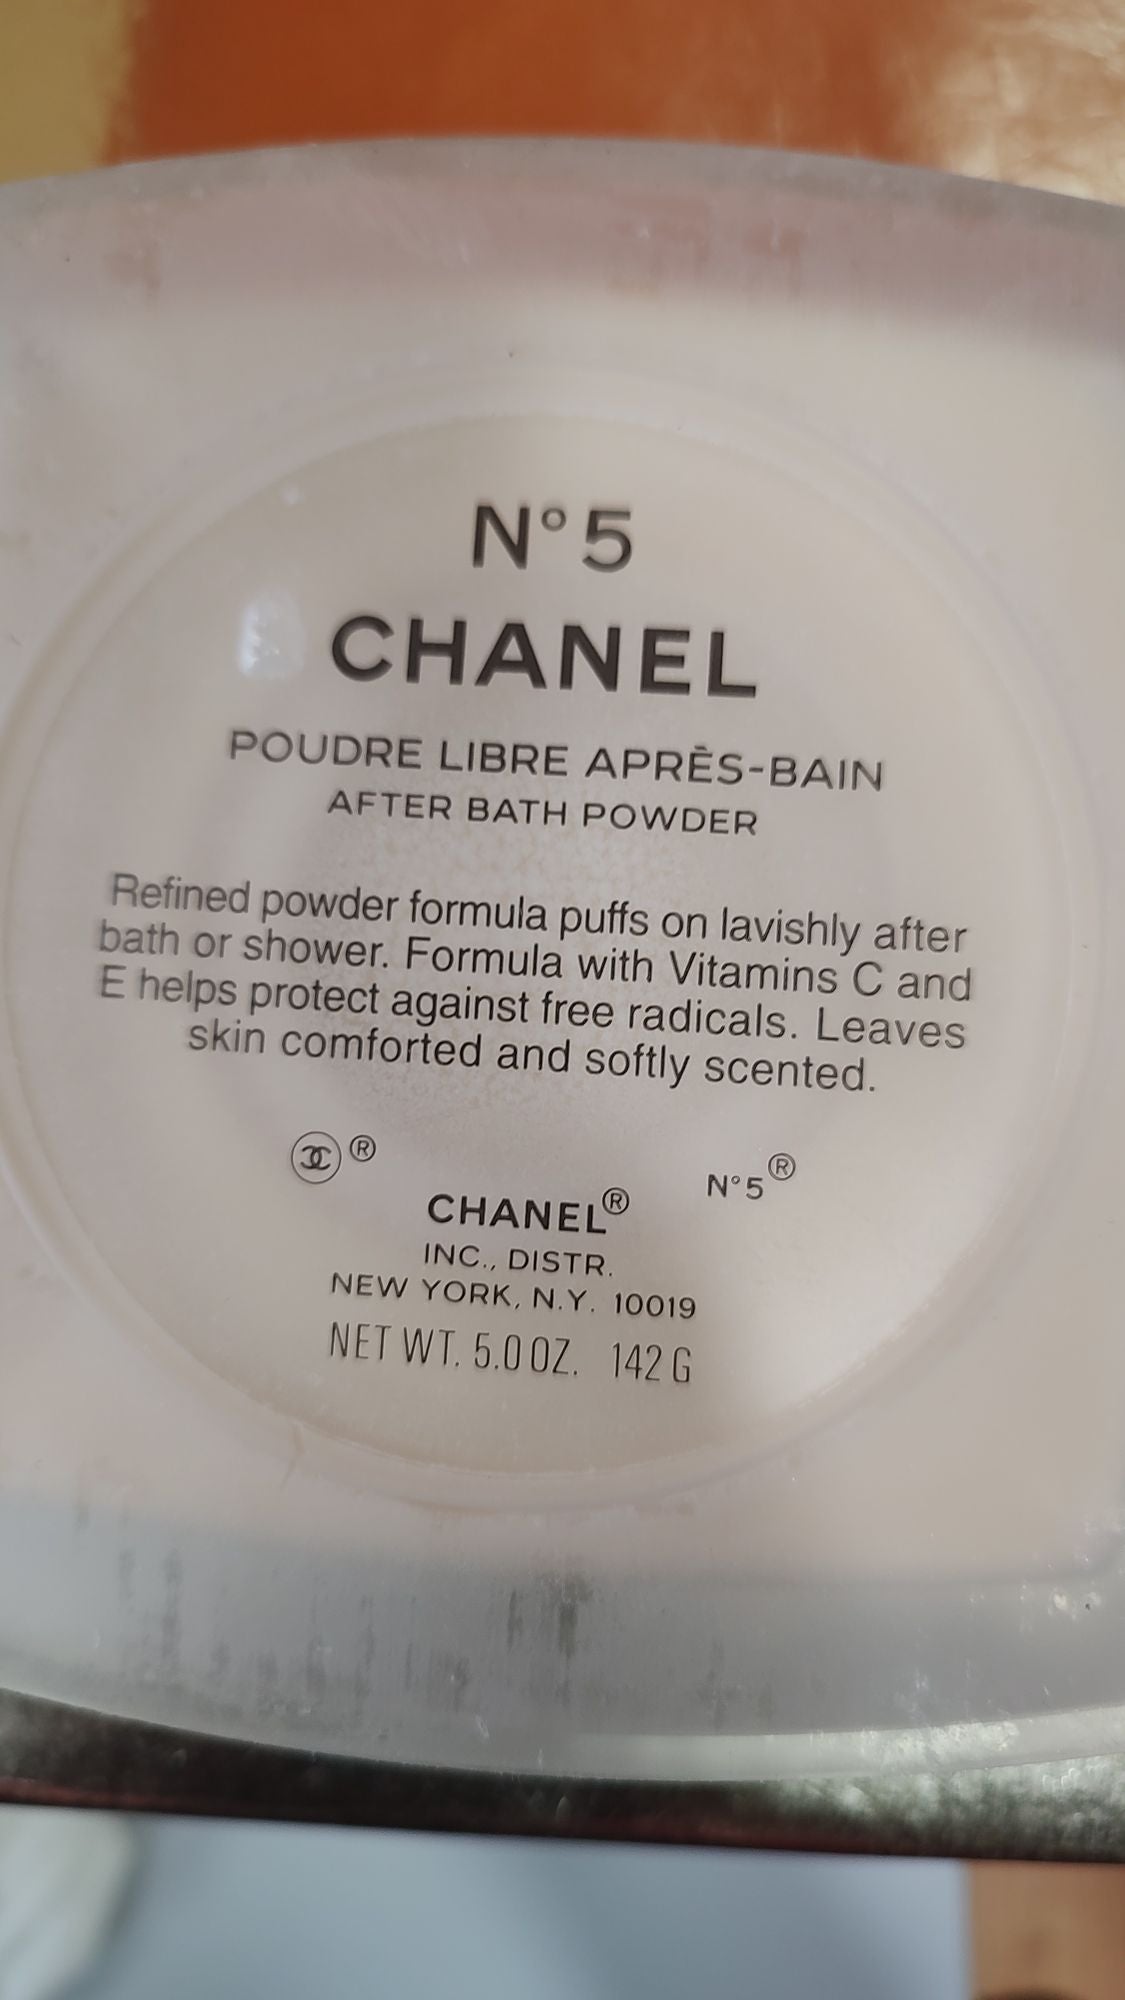 N°5
CHANEL
POUDRE LIBRE APRÈS-BAIN
AFTER BATH POWDER
Refined powder formula puffs on lavishly after
bath or shower. Formula with Vitamins C and
E helps protect against free radicals. Leaves
skin comforted and softly scented.
® N°5®
CHANEL®
INC., DISTR.
NEW YORK, N.Y. 10019
NET WT. 5.0 OZ. 142 G